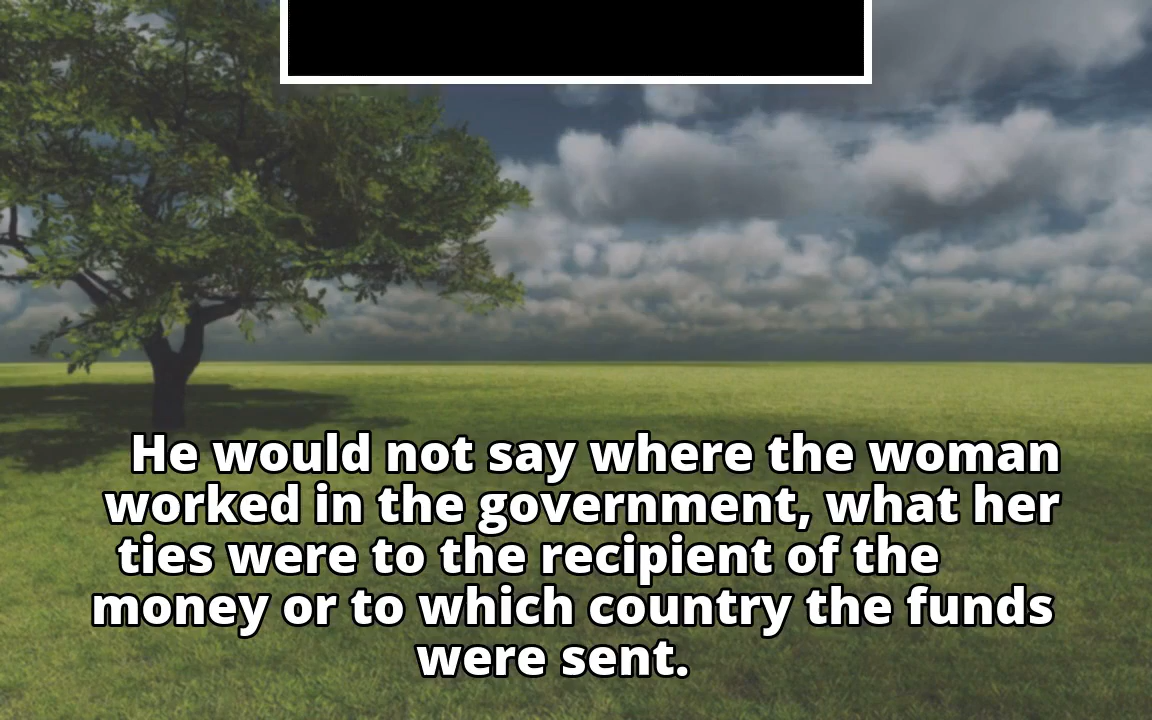 He would not say where the woman
worked in the government, what her
ties were to the recipient of the
money or to which country the funds
were sent.